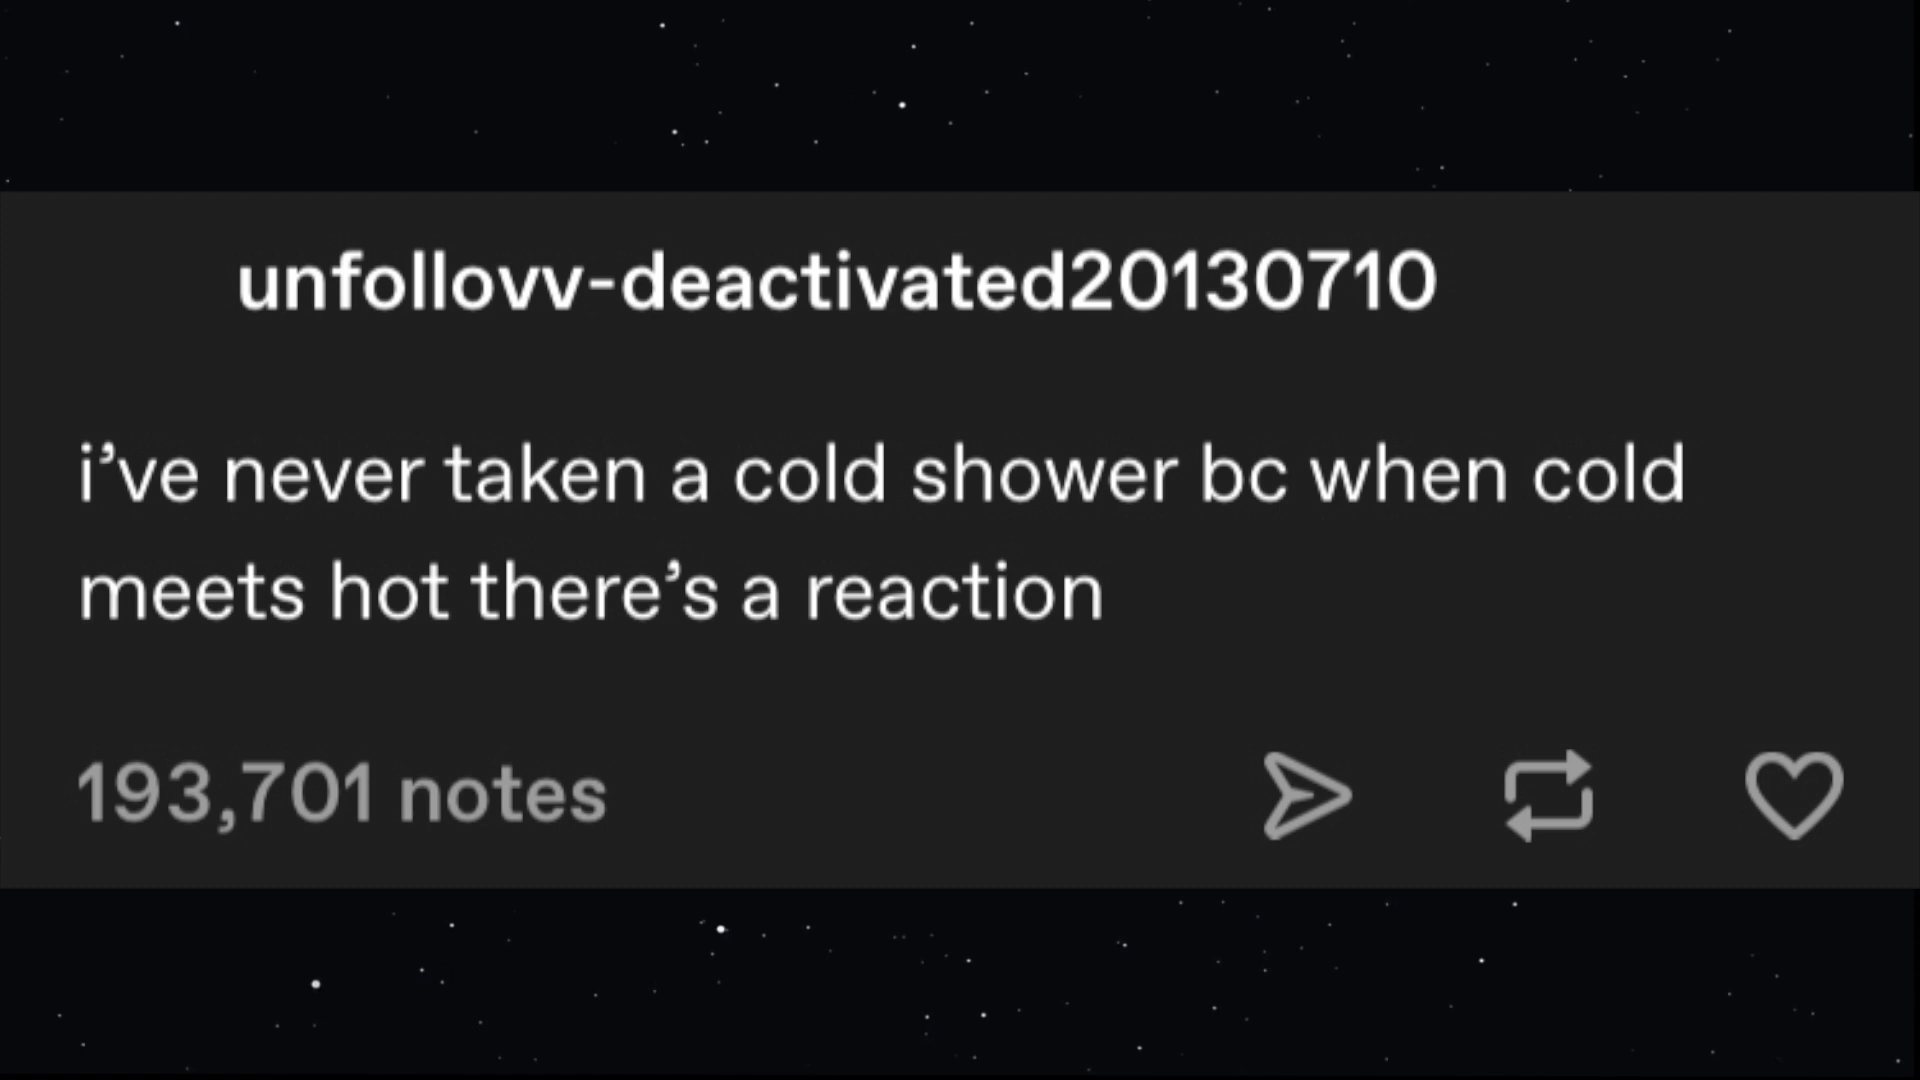 unfollovv-deactivated20130710
i’ve never taken a cold shower bc when cold
meets hot there’s a reaction
193,701 notes